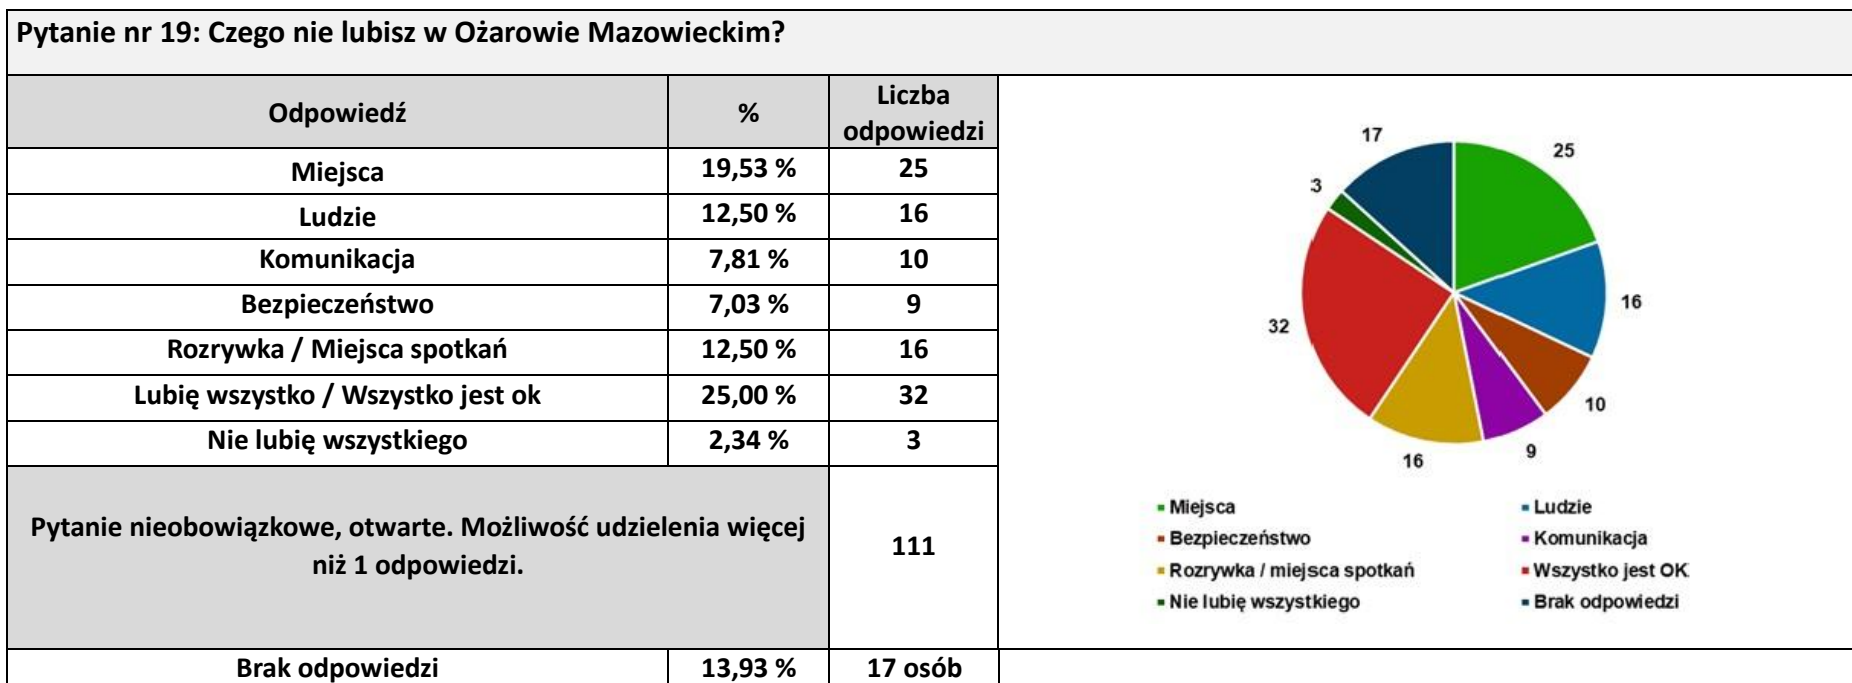 Pytanie nr 19: Czego nie lubisz w Ożarowie Mazowieckim?
Odpowiedź % Liczba
odpowiedzi
Miejsca 19,53 % 25
Ludzie 12,50 % 16
Komunikacja 7,81 % 10
Bezpieczeństwo 7,03 % 9
Rozrywka / Miejsca spotkań 12,50 % 16
Lubię wszystko / Wszystko jest ok 25,00 % 32
Nie lubię wszystkiego 2,34 % 3
Pytanie nieobowiązkowe, otwarte. Możliwość udzielenia więcej
niż 1 odpowiedzi.
111
Brak odpowiedzi 13,93 % 17 osób
17
25
3
16
32
10
9
16
Miejsca
Ludzie
Bezpieczeństwo
Komunikacja
Rozrywka / miejsca spotkań
Wszystko jest OK
Nie lubię wszystkiego
Brak odpowiedzi